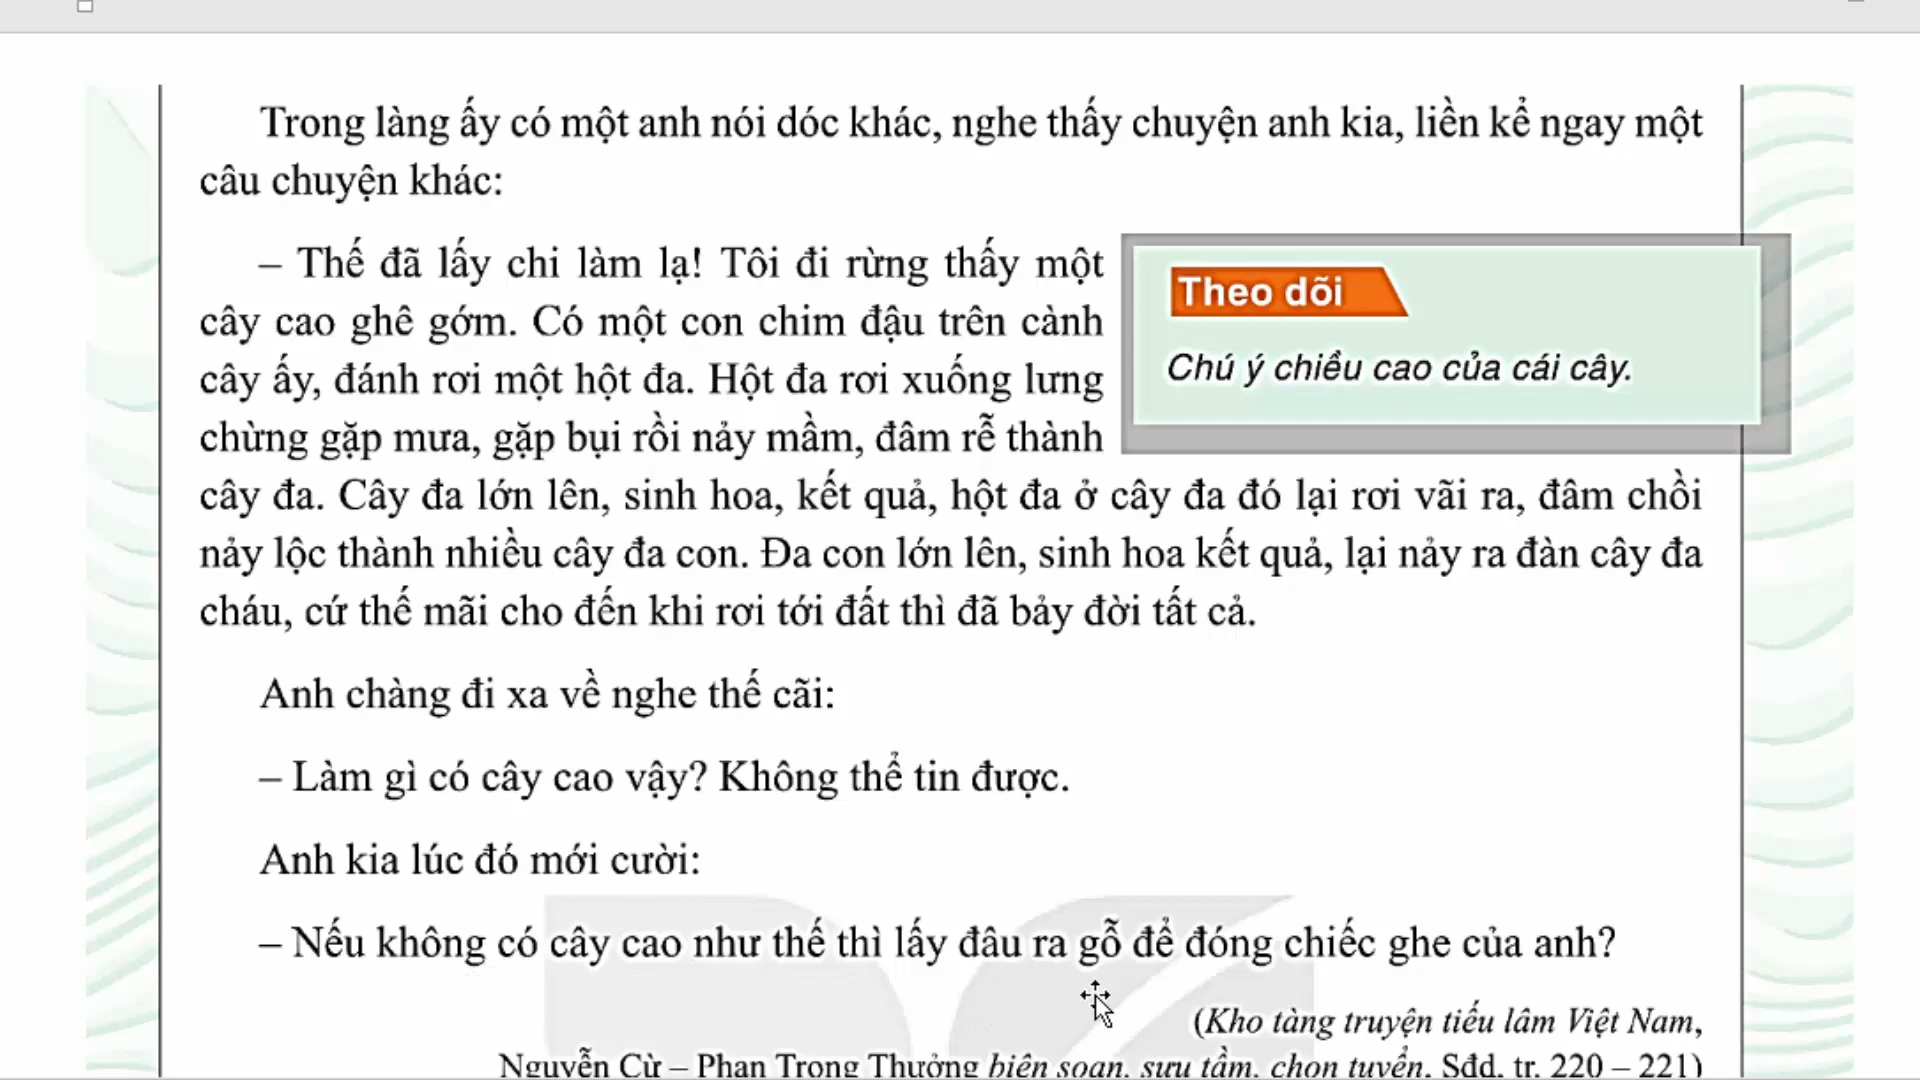 Trong làng ấy có một anh nói dóc khác, nghe thấy chuyện anh kia, liền kể ngay một
câu chuyện khác:
– Thế đã lấy chi làm lạ! Tôi đi rừng thấy một
cây cao ghê gớm. Có một con chim đậu trên cành
cây ấy, đánh rơi một hột đa. Hột đa rơi xuống lưng
chừng gặp mưa, gặp bụi rồi nảy mầm, đâm rễ thành
cây đa. Cây đa lớn lên, sinh hoa, kết quả, hột đa ở cây đa đó lại rơi vãi ra, đâm chồi
nảy lộc thành nhiều cây đa con. Đa con lớn lên, sinh hoa kết quả, lại nảy ra đàn cây đa
cháu, cứ thế mãi cho đến khi rơi tới đất thì đã bảy đời tất cả.
Theo dõi
Chú ý chiều cao của cái cây.
Anh chàng đi xa về nghe thế cãi:
– Làm gì có cây cao vậy? Không thể tin được.
Anh kia lúc đó mới cười:
– Nếu không có cây cao như thế thì lấy đâu ra gỗ để đóng chiếc ghe của anh?
(Kho tàng truyện tiếu lâm Việt Nam,
Nguyễn Cừ – Phan Trọng Thưởng biên soạn, sưu tầm, chọn tuyển, Sđd, tr. 220 – 221)